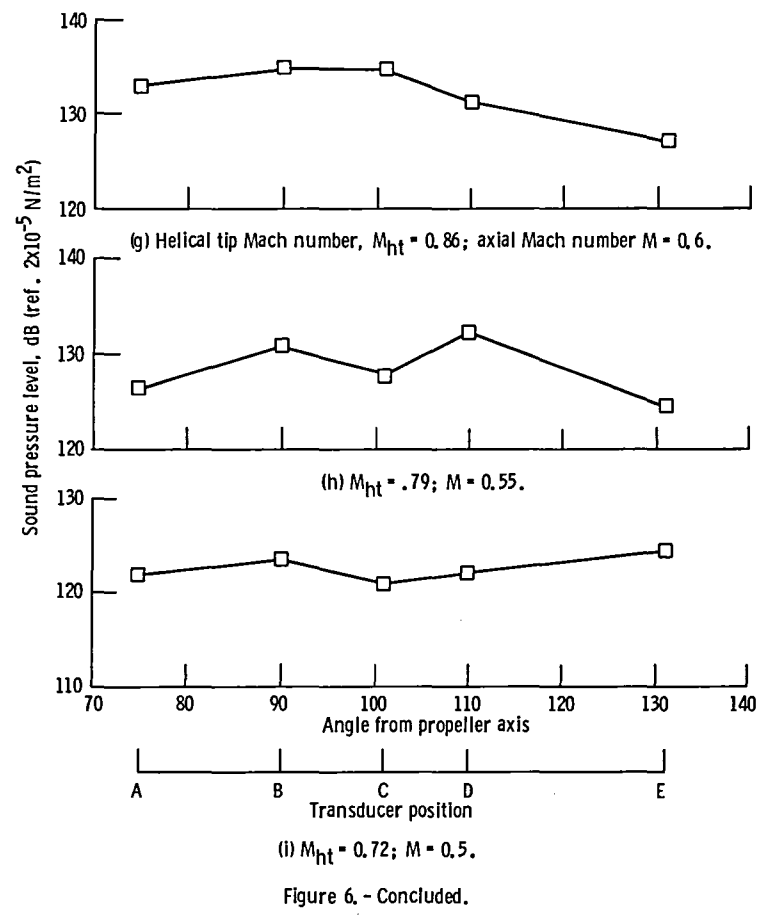 140
130
120
(g) Helical tip Mach number, Mht = 0.86; axial Mach number M = 0.6.
Sound pressure level, dB (ref. 2x10⁻⁵ N/m²)
140
130
120
(h) Mht = .79; M = 0.55.
130
120
110
70 80 90 100 110 120 130 140
Angle from propeller axis
A B C D E
Transducer position
(i) Mht = 0.72; M = 0.5.
Figure 6. - Concluded.